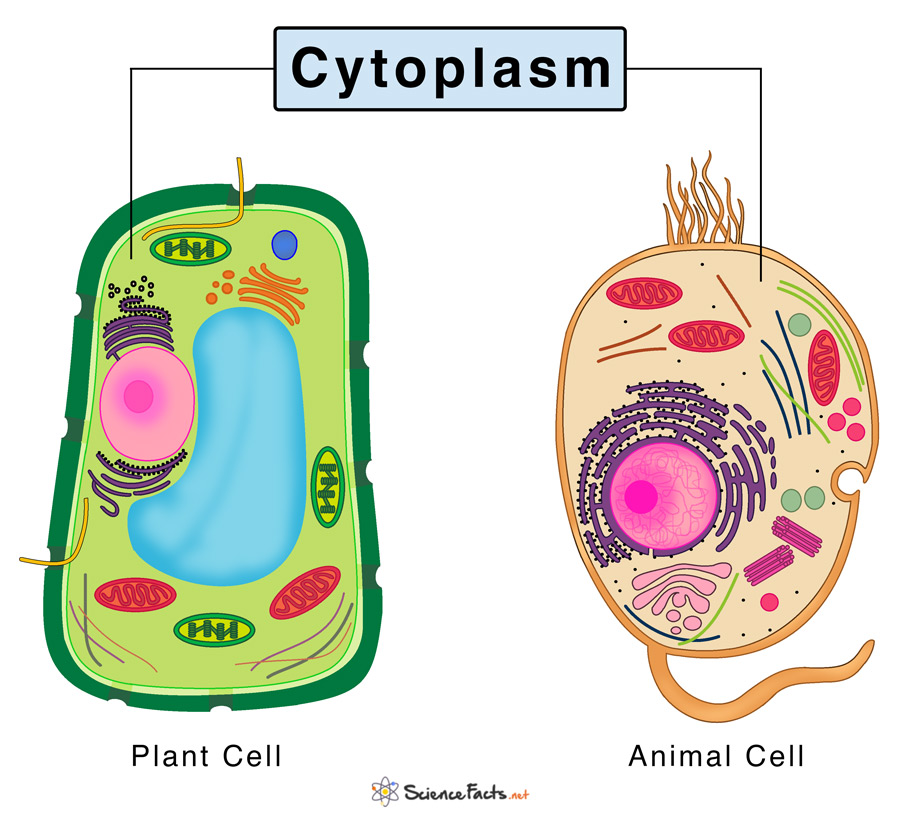 Cytoplasm
Plant Cell
Animal Cell
ScienceFacts.net